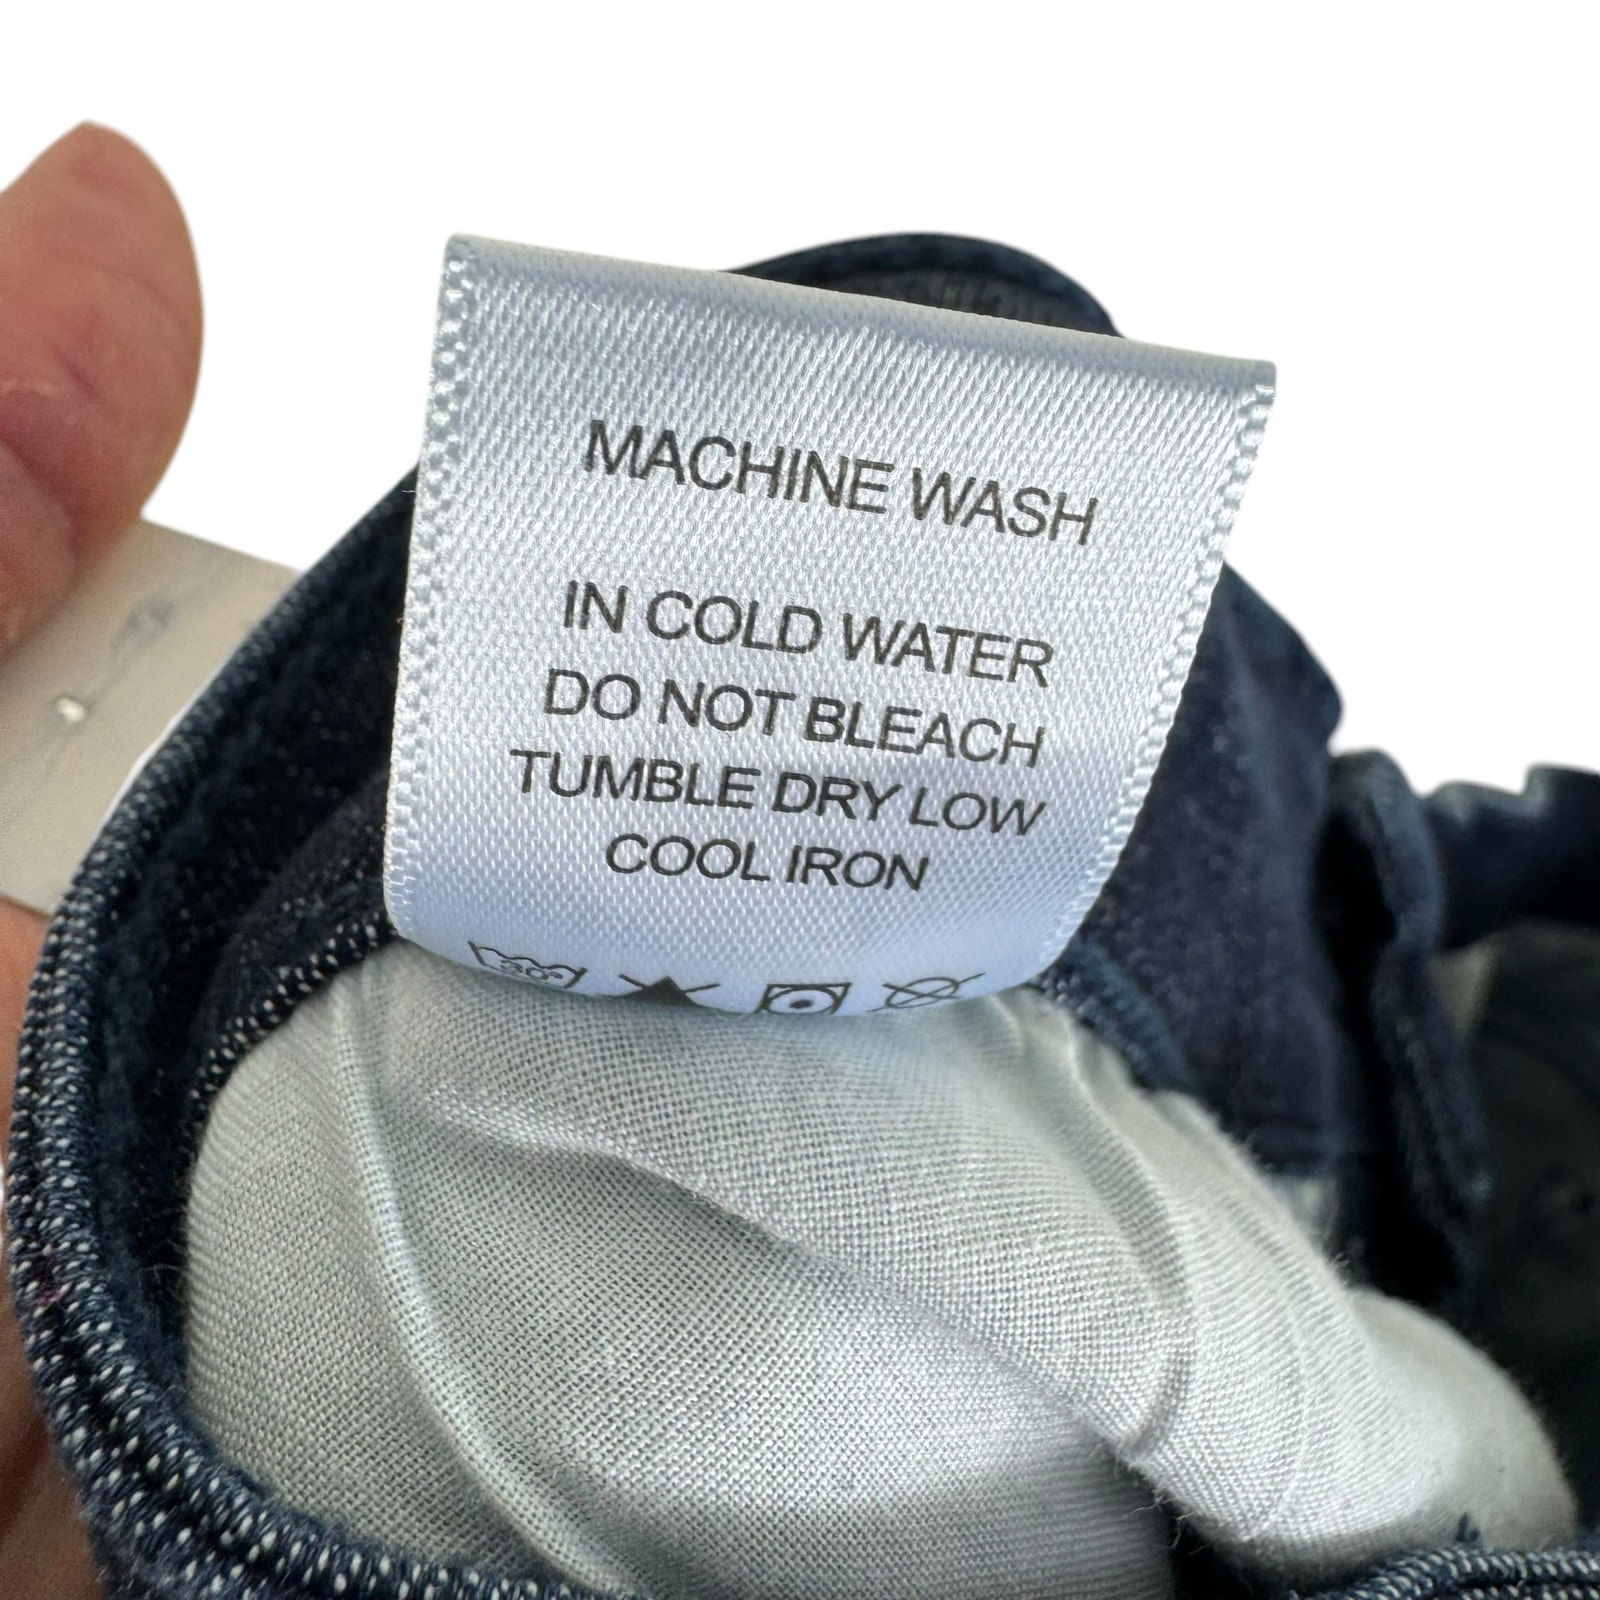 MACHINE WASH
IN COLD WATER
DO NOT BLEACH
TUMBLE DRY LOW
COOL IRON
30°